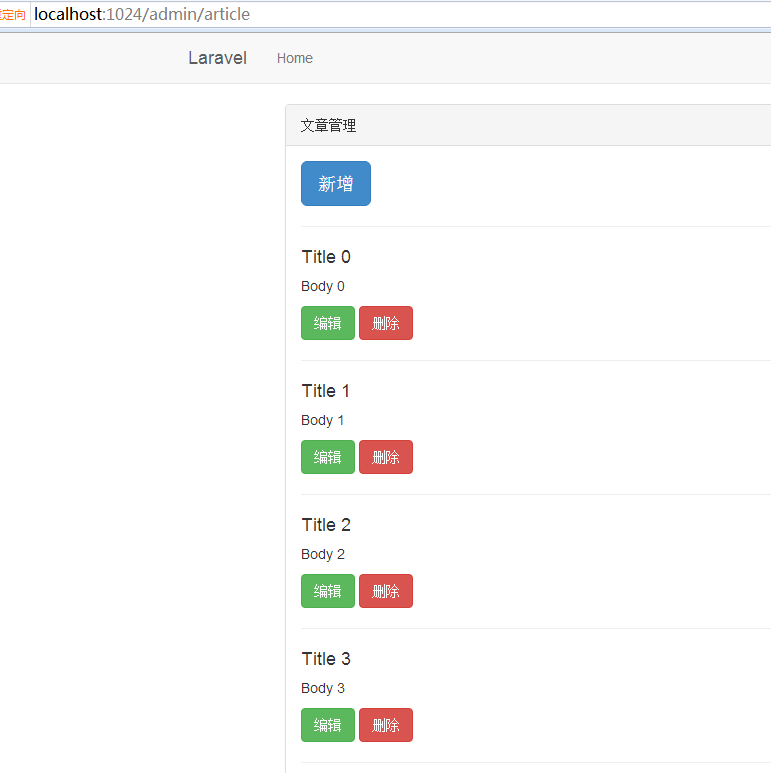 定向 localhost:1024/admin/article
Laravel Home
文章管理
新增
Title 0
Body 0
编辑 删除
Title 1
Body 1
编辑 删除
Title 2
Body 2
编辑 删除
Title 3
Body 3
编辑 删除